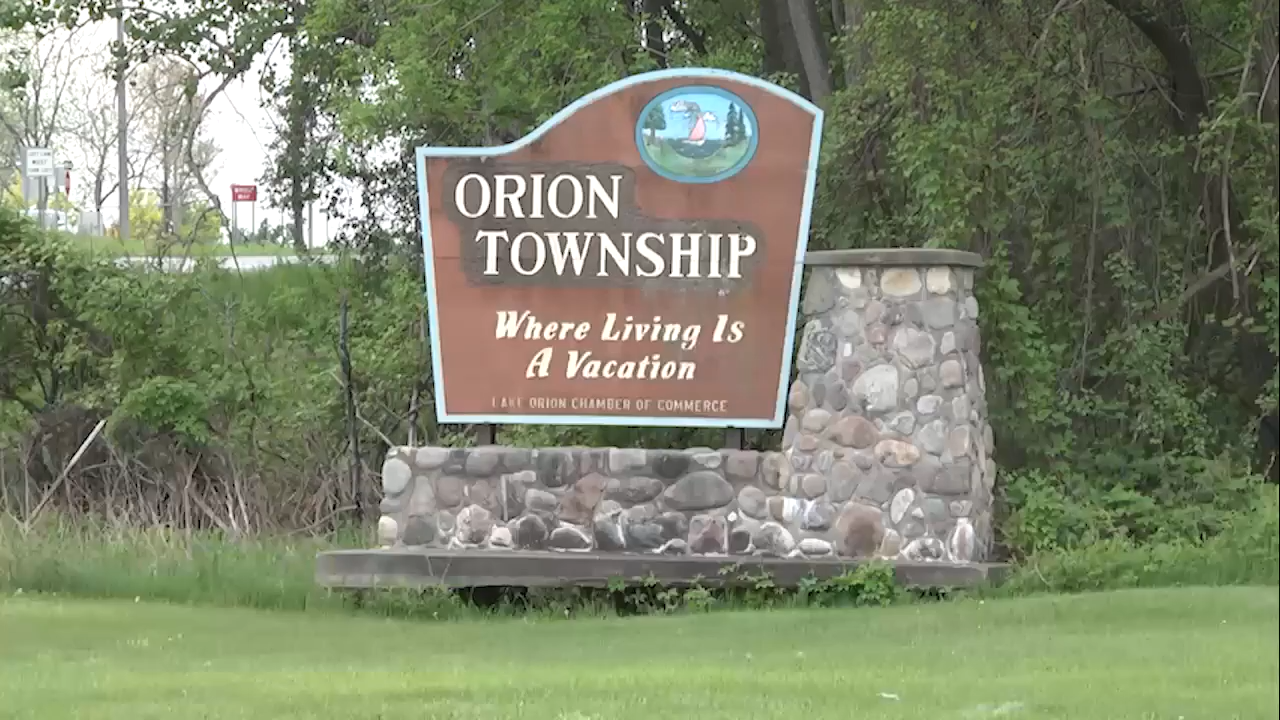 ORION
TOWNSHIP
Where Living Is
A Vacation
LAKE ORION CHAMBER OF COMMERCE